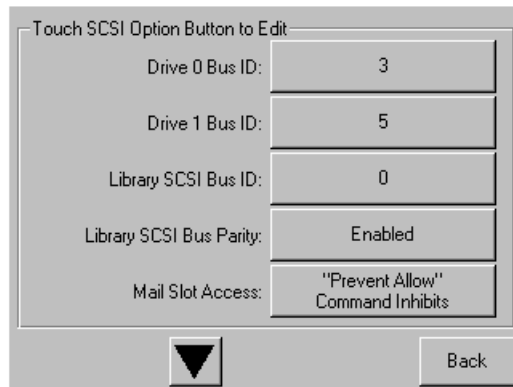 Touch SCSI Option Button to Edit
Drive 0 Bus ID: 3
Drive 1 Bus ID: 5
Library SCSI Bus ID: 0
Library SCSI Bus Parity: Enabled
Mail Slot Access: "Prevent Allow"
Command Inhibits
Back